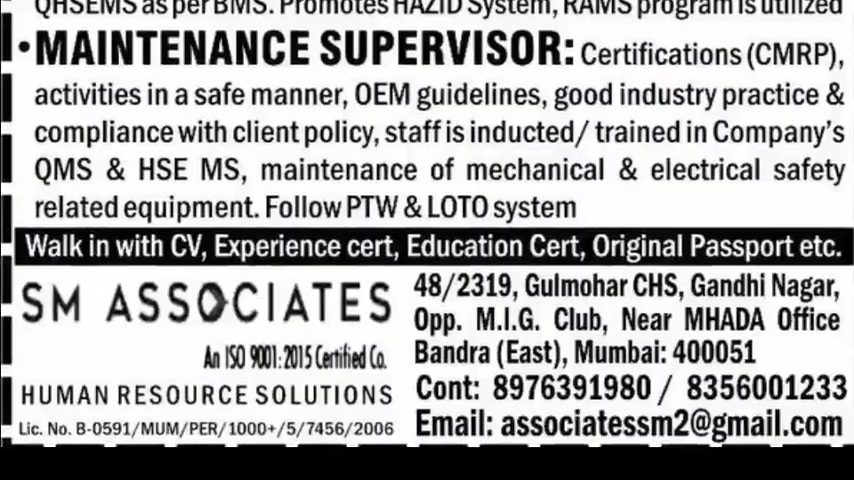 QHSEMS as per BMS. Promotes HAZID System, RAMS program is utilized
• MAINTENANCE SUPERVISOR: Certifications (CMRP),
activities in a safe manner, OEM guidelines, good industry practice &
compliance with client policy, staff is inducted/ trained in Company's
QMS & HSE MS, maintenance of mechanical & electrical safety
related equipment. Follow PTW & LOTO system
Walk in with CV, Experience cert, Education Cert, Original Passport etc.
SM ASSOCIATES
An ISO 9001:2015 Certified Co.
HUMAN RESOURCE SOLUTIONS
Lic. No. B-0591/MUM/PER/1000+/5/7456/2006
48/2319, Gulmohar CHS, Gandhi Nagar,
Opp. M.I.G. Club, Near MHADA Office
Bandra (East), Mumbai: 400051
Cont: 8976391980 / 8356001233
Email: associatessm2@gmail.com